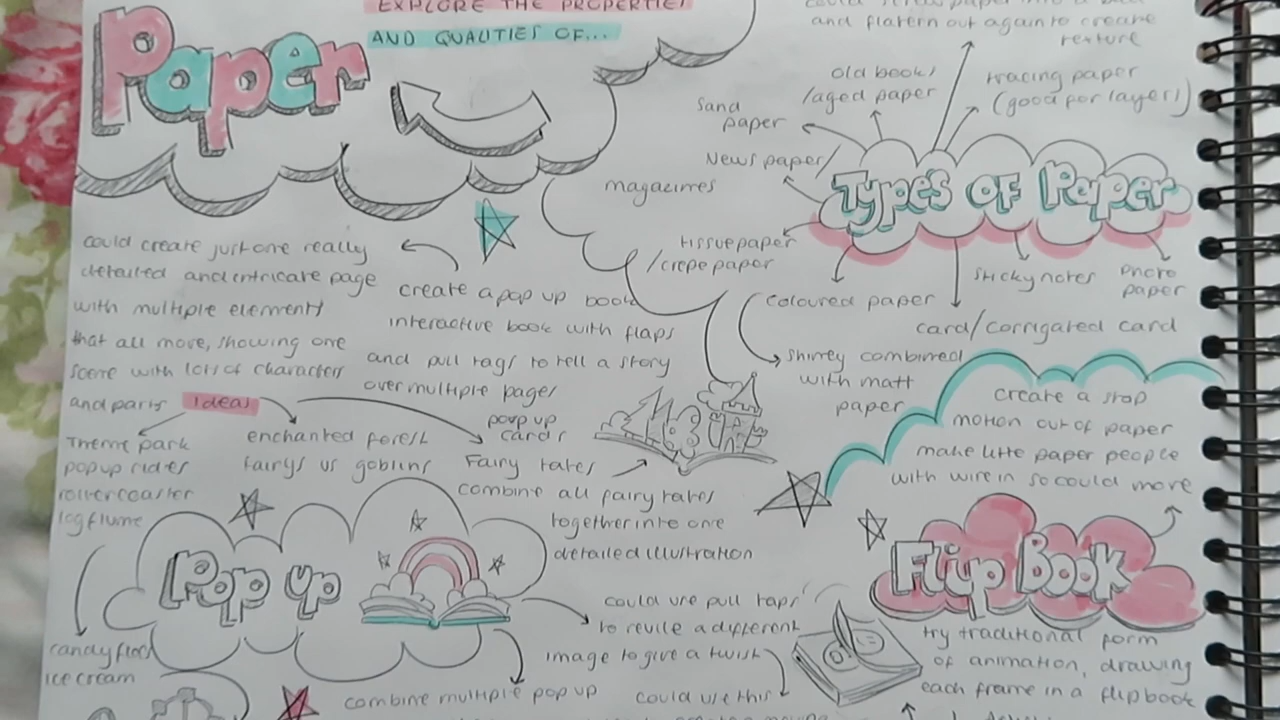 EXPLORE THE PROPERTIES
AND QUALITIES OF...
Paper
and flatern out again to create
texture
old book/
/aged paper
tracing paper
(good for layers)
Sand
paper
News paper/
magazines
Types of Paper
tissue paper
/crepe paper
Coloured paper
Sticky notes
Photo
paper
card/corrigated card
Shiney combined
with matt
paper
could create just one really
detailed and intricate page
with multiple elements
that all move, showing one
scene with lots of characters
and parts
create a pop up book
interactive book with flaps
and pull tags to tell a story
over multiple pages
Ideas
Theme park
popup rides
rollercoaster
log flume
candyfloss
ice cream
enchanted forest
fairys vs goblins
pop up
cards
Fairy tales
combine all fairy tales
together into one
detailed illustration
Pop Up
could use pull taps
to revile a different
image to give a twist
could use this
combine multiple pop up
create a stop
motion out of paper
make litte paper people
with wire in so could move
Flip Book
try traditional form
of animation, drawing
each frame in a flipbook